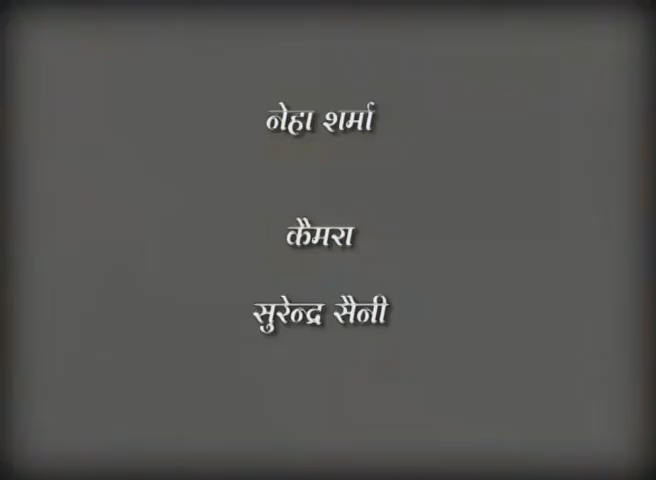 नेहा शर्मा
कैमरा
सुरेन्द्र सैनी